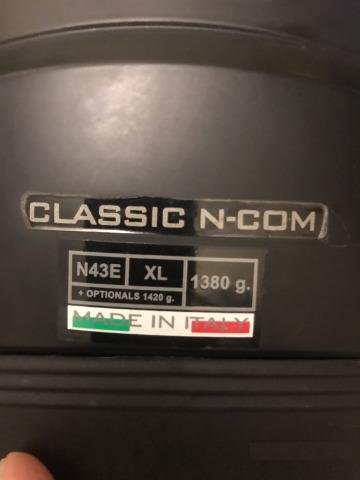 CLASSIC N-COM
N43E XL 1380 g.
+ OPTIONALS 1420 g.
MADE IN ITALY